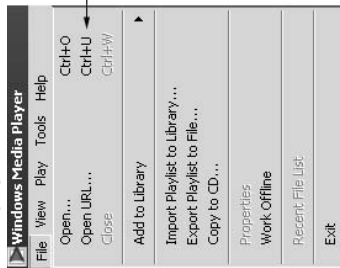 Windows Media Player
File View Play Tools Help
Open... Ctrl+O
Open URL... Ctrl+U
Close Ctrl+W
Add to Library
Import Playlist to Library...
Export Playlist to File...
Copy to CD...
Properties
Work Offline
Recent File List
Exit